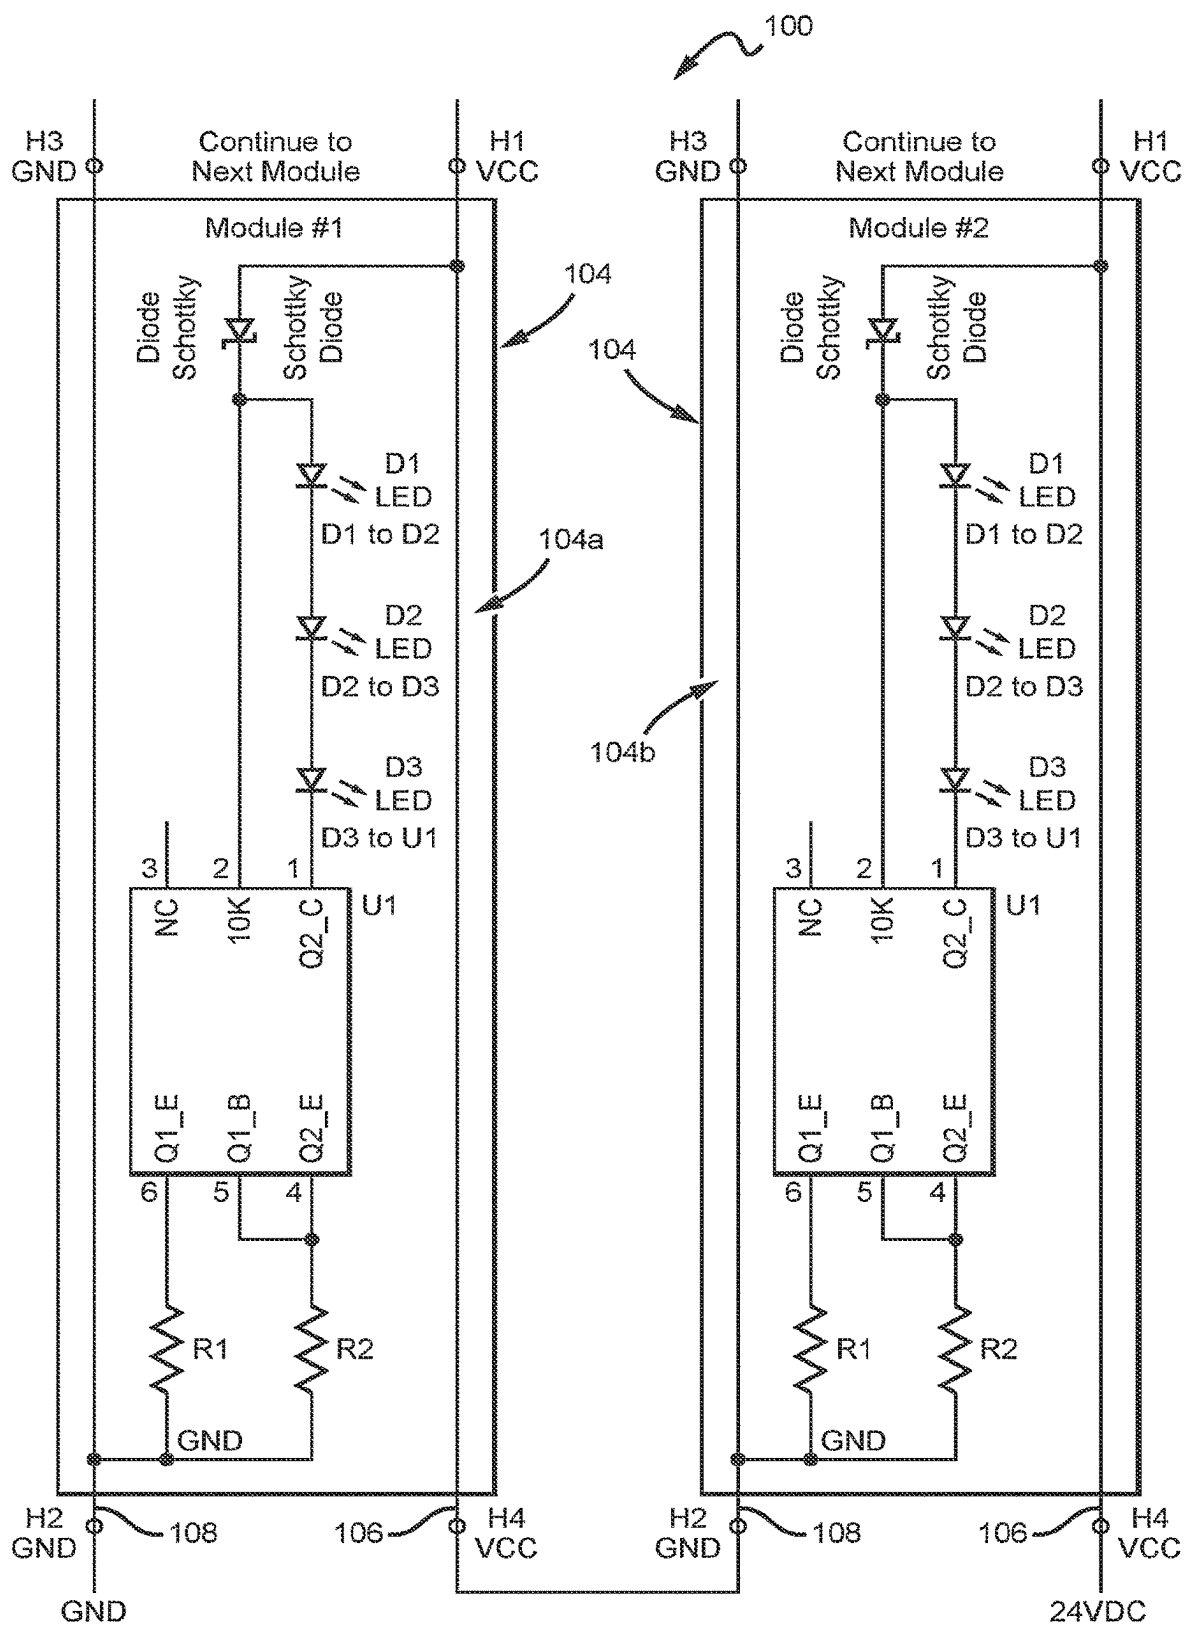 100
H3
GND
Continue to
Next Module
H1
VCC
H3
GND
Continue to
Next Module
H1
VCC
Module #1
Diode
Schottky
Schottky
Diode
104
104
Module #2
Diode
Schottky
Schottky
Diode
D1
LED
D1 to D2
104a
D2
LED
D2 to D3
104b
D3
LED
D3 to U1
D1
LED
D1 to D2
D2
LED
D2 to D3
D3
LED
D3 to U1
3 2 1
NC
10K
Q2_C
U1
Q1_E
Q1_B
Q2_E
6 5 4
R1
R2
GND
3 2 1
NC
10K
Q2_C
U1
Q1_E
Q1_B
Q2_E
6 5 4
R1
R2
GND
H2
GND
108
106
H4
VCC
H2
GND
108
106
H4
VCC
GND
24VDC